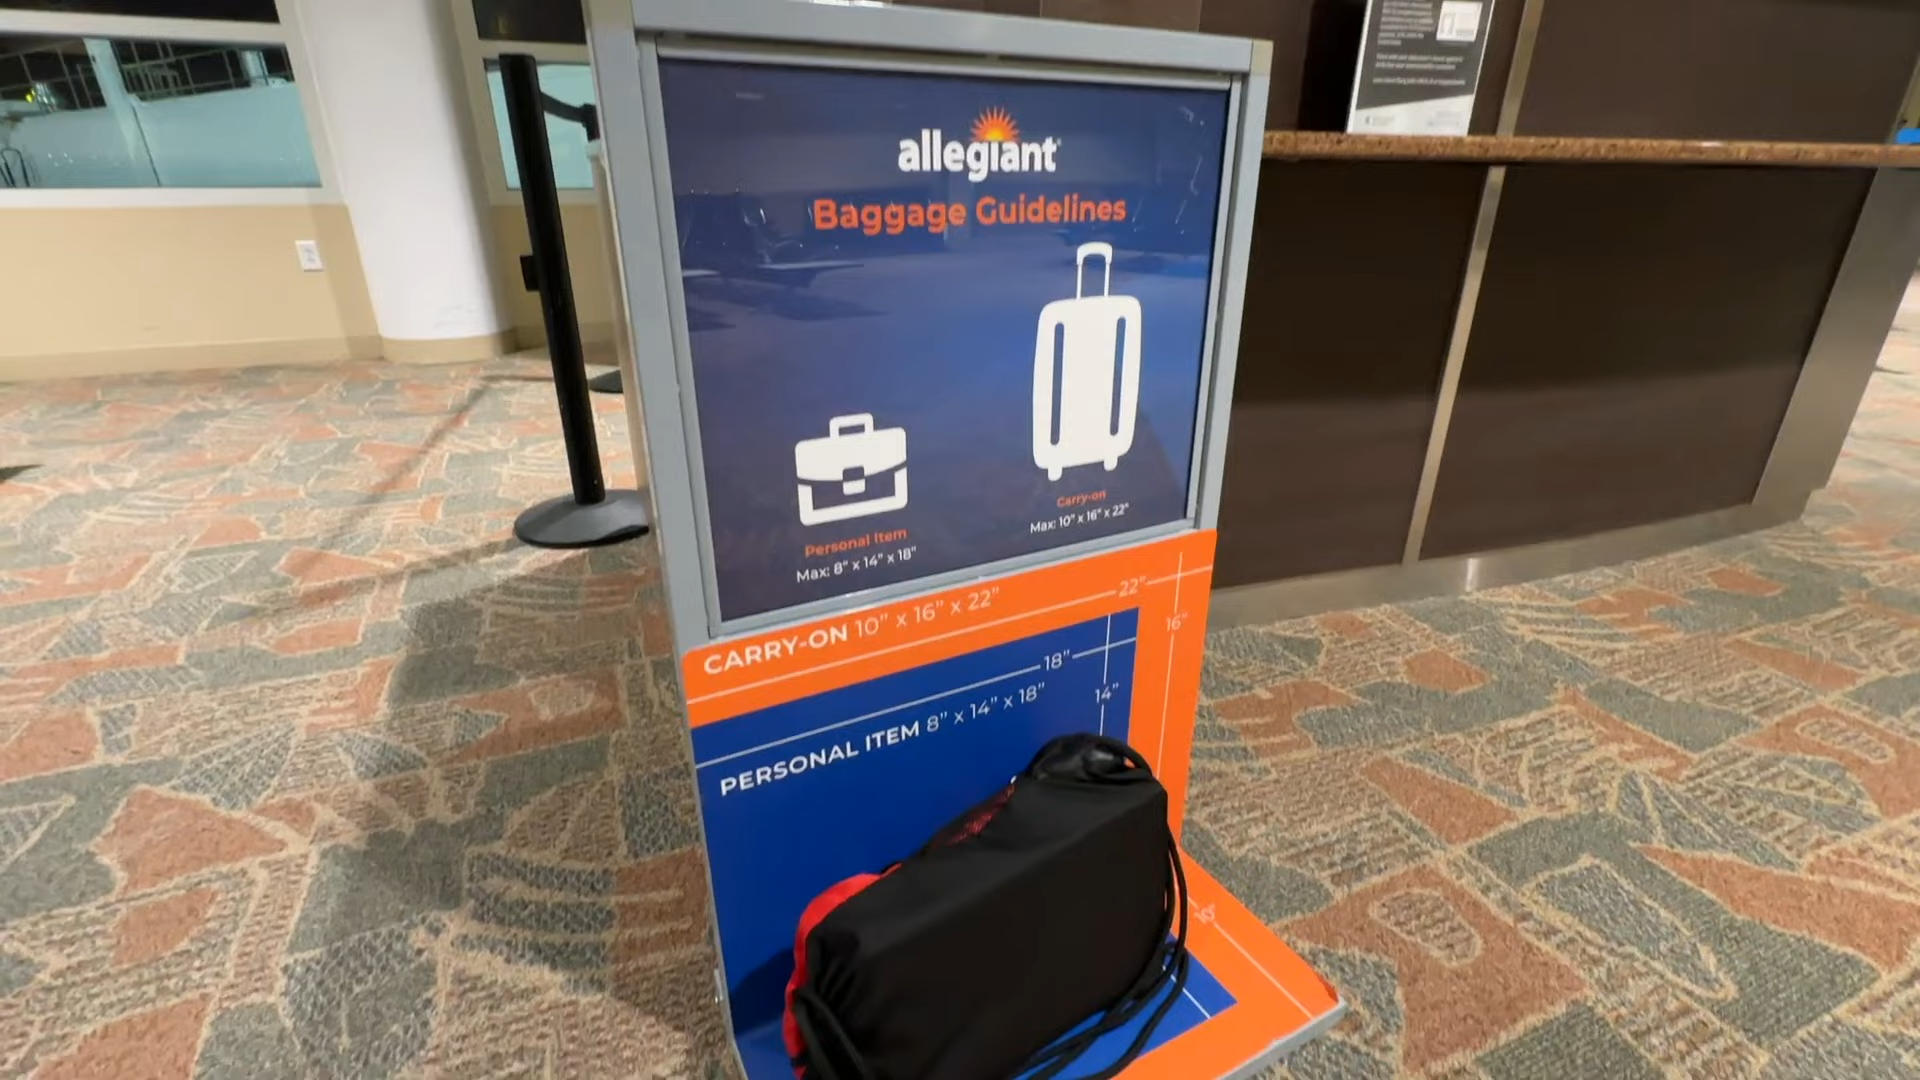 allegiant
Baggage Guidelines
Carry-on
Max: 10" x 16" x 22"
Personal Item
Max: 8" x 14" x 18"
CARRY-ON 10" x 16" x 22"
22"
16"
18"
PERSONAL ITEM 8" x 14" x 18"
14"
10"